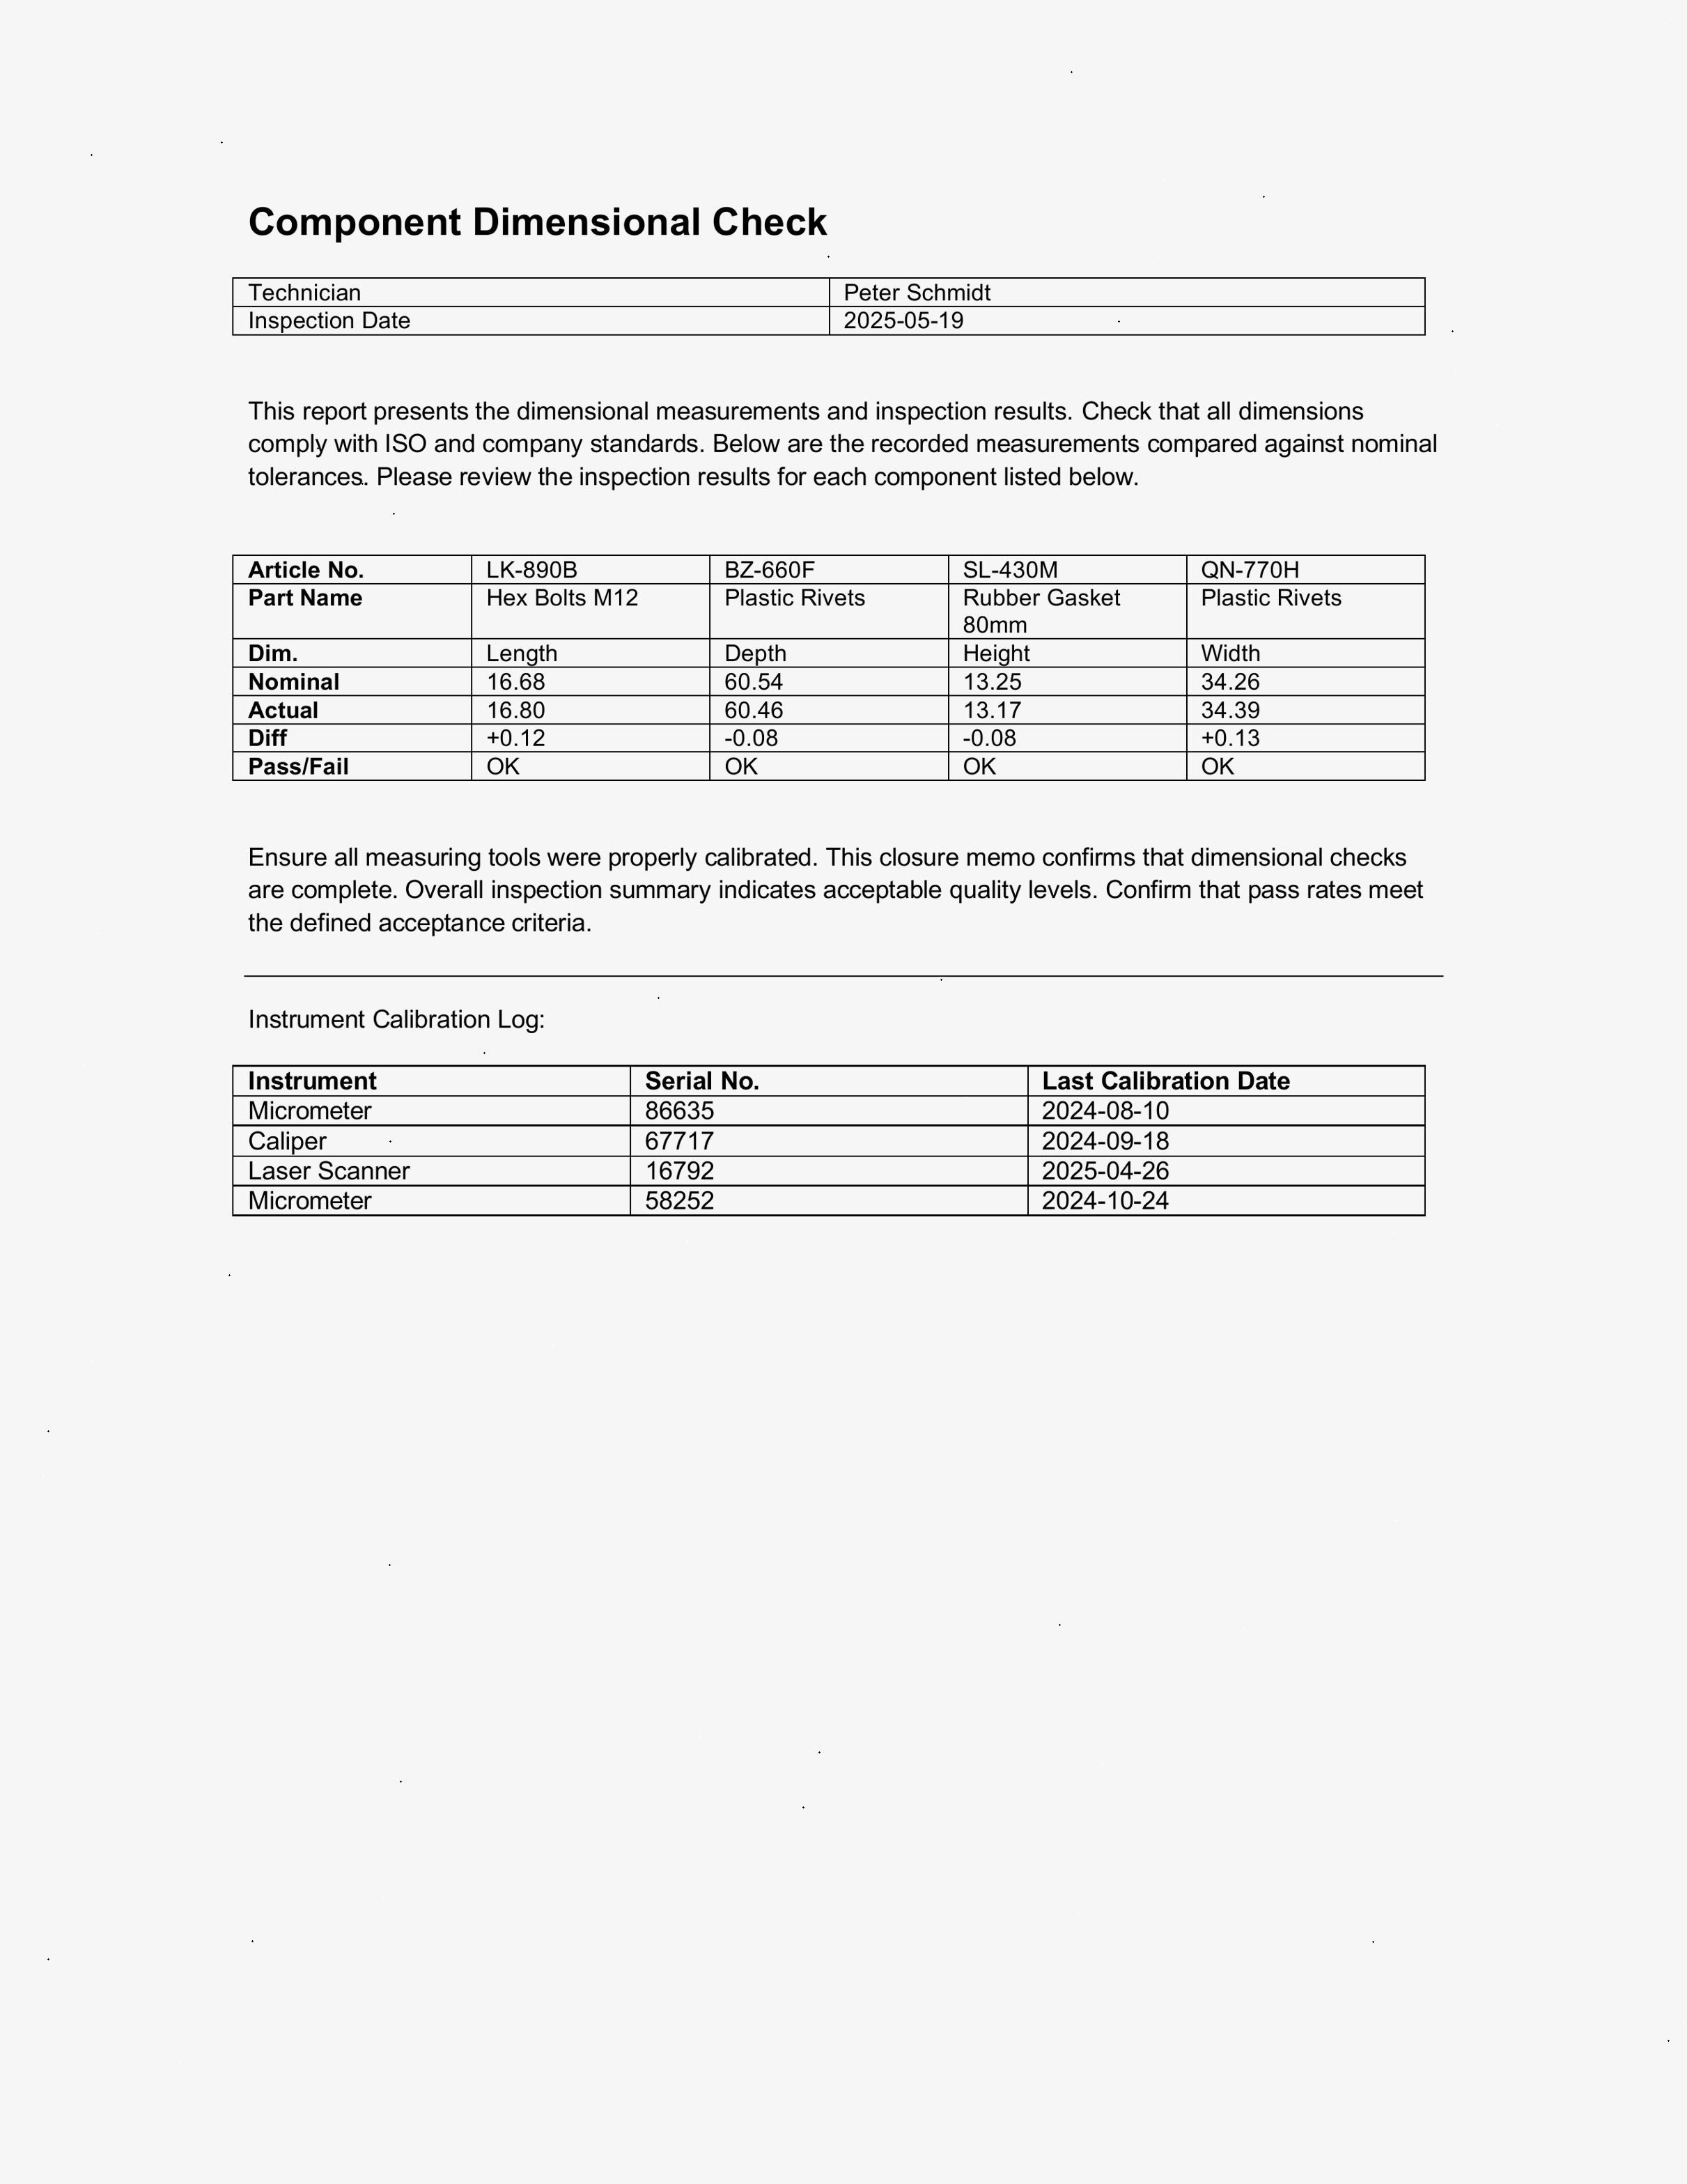 Component Dimensional Check
Technician Peter Schmidt
Inspection Date 2025-05-19
This report presents the dimensional measurements and inspection results. Check that all dimensions
comply with ISO and company standards. Below are the recorded measurements compared against nominal
tolerances. Please review the inspection results for each component listed below.
Article No. LK-890B BZ-660F SL-430M QN-770H
Part Name Hex Bolts M12 Plastic Rivets Rubber Gasket Plastic Rivets
80mm
Dim. Length Depth Height Width
Nominal 16.68 60.54 13.25 34.26
Actual 16.80 60.46 13.17 34.39
Diff +0.12 -0.08 -0.08 +0.13
Pass/Fail OK OK OK OK
Ensure all measuring tools were properly calibrated. This closure memo confirms that dimensional checks
are complete. Overall inspection summary indicates acceptable quality levels. Confirm that pass rates meet
the defined acceptance criteria.
Instrument Calibration Log:
Instrument Serial No. Last Calibration Date
Micrometer 86635 2024-08-10
Caliper 67717 2024-09-18
Laser Scanner 16792 2025-04-26
Micrometer 58252 2024-10-24